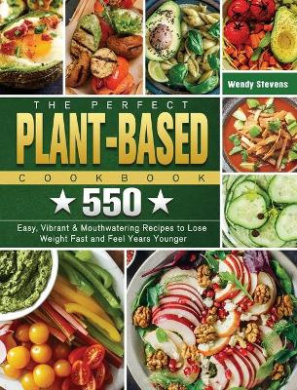 Wendy Stevens
THE PERFECT
PLANT-BASED
COOKBOOK
★ 550 ★
Easy, Vibrant & Mouthwatering Recipes to Lose
Weight Fast and Feel Years Younger